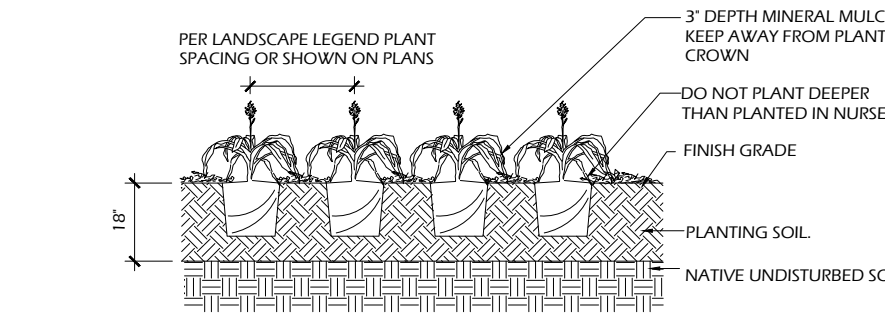 PER LANDSCAPE LEGEND PLANT
SPACING OR SHOWN ON PLANS
3" DEPTH MINERAL MULC
KEEP AWAY FROM PLANT
CROWN
DO NOT PLANT DEEPER
THAN PLANTED IN NURSE
FINISH GRADE
18"
PLANTING SOIL.
NATIVE UNDISTURBED SO